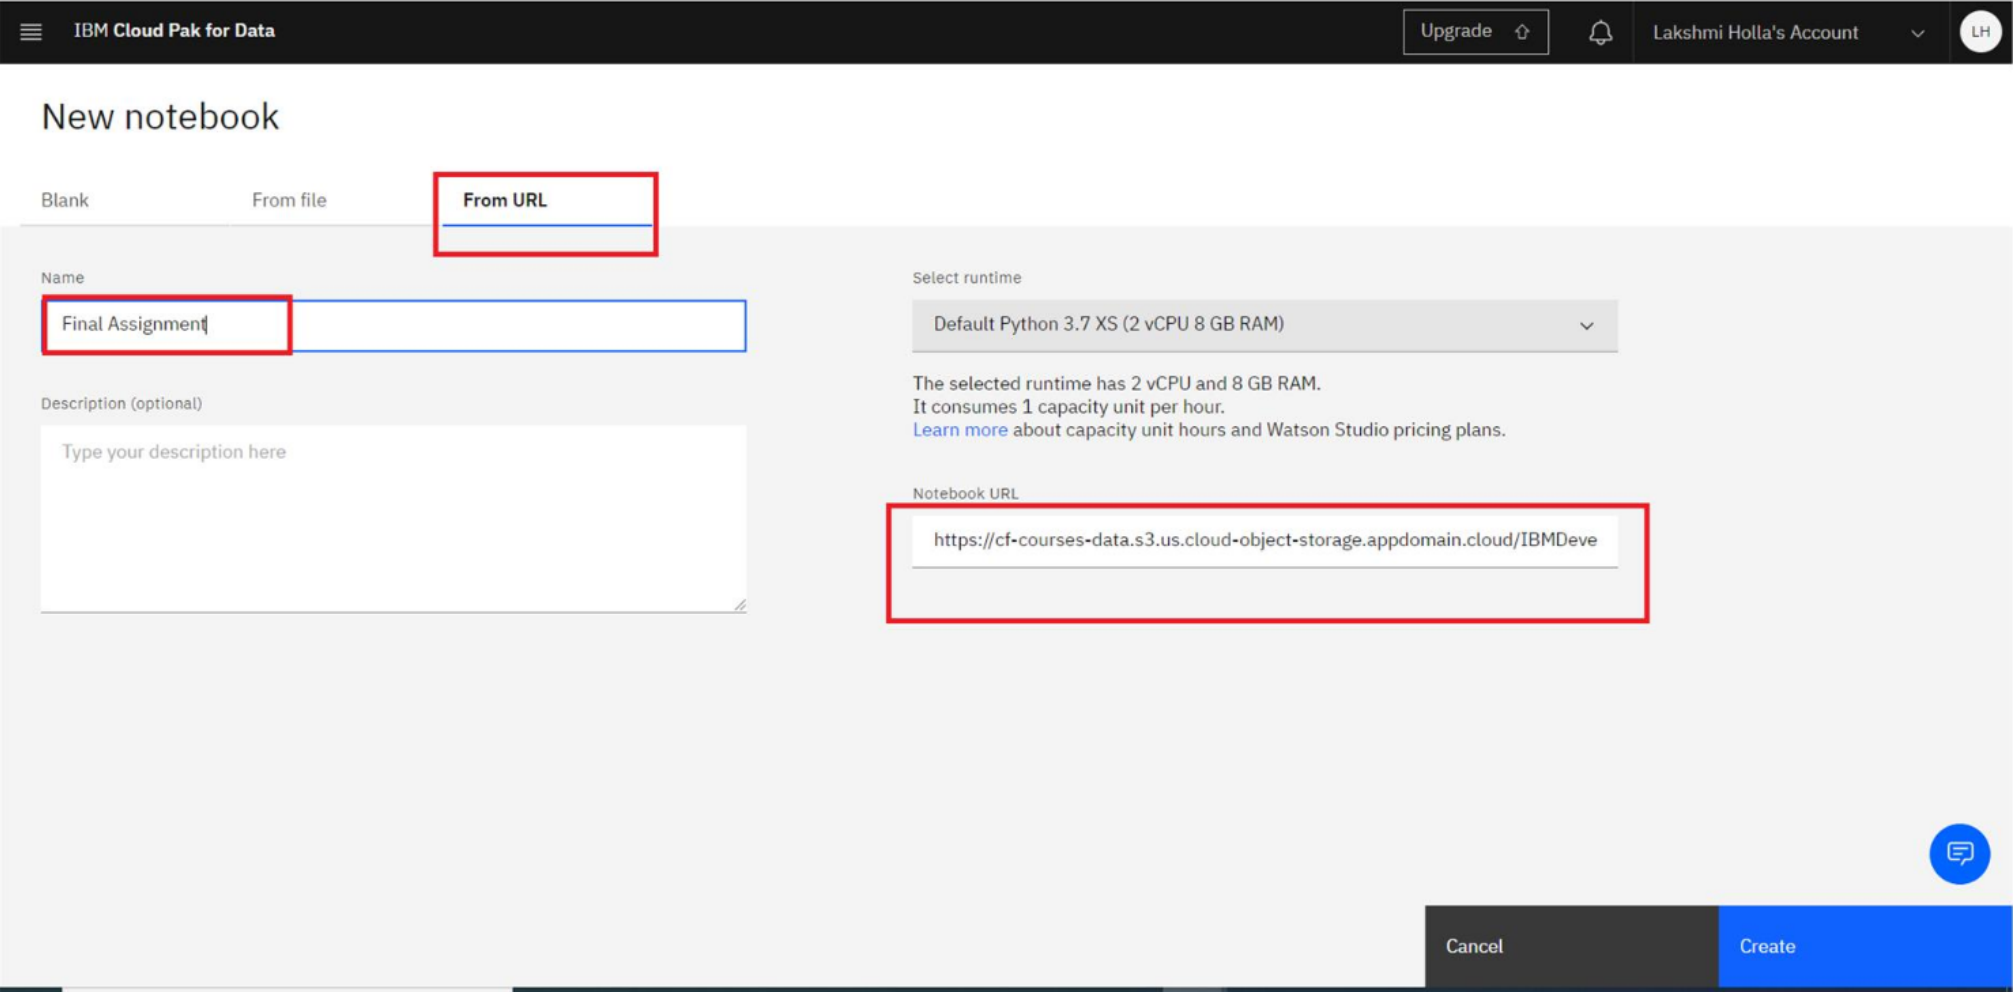 IBM Cloud Pak for Data
Upgrade
Lakshmi Holla's Account
LH
New notebook
Blank
From file
From URL
Name
Final Assignment
Description (optional)
Type your description here
Select runtime
Default Python 3.7 XS (2 vCPU 8 GB RAM)
The selected runtime has 2 vCPU and 8 GB RAM.
It consumes 1 capacity unit per hour.
Learn more about capacity unit hours and Watson Studio pricing plans.
Notebook URL
https://cf-courses-data.s3.us.cloud-object-storage.appdomain.cloud/IBMDeve
Cancel
Create